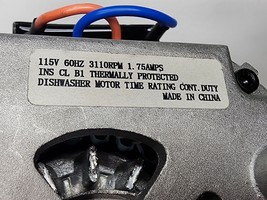 115V 60HZ 3110RPM 1.75AMPS
INS CL B1 THERMALLY PROTECTED
DISHWASHER MOTOR TIME RATING CONT.DUTY
MADE IN CHINA